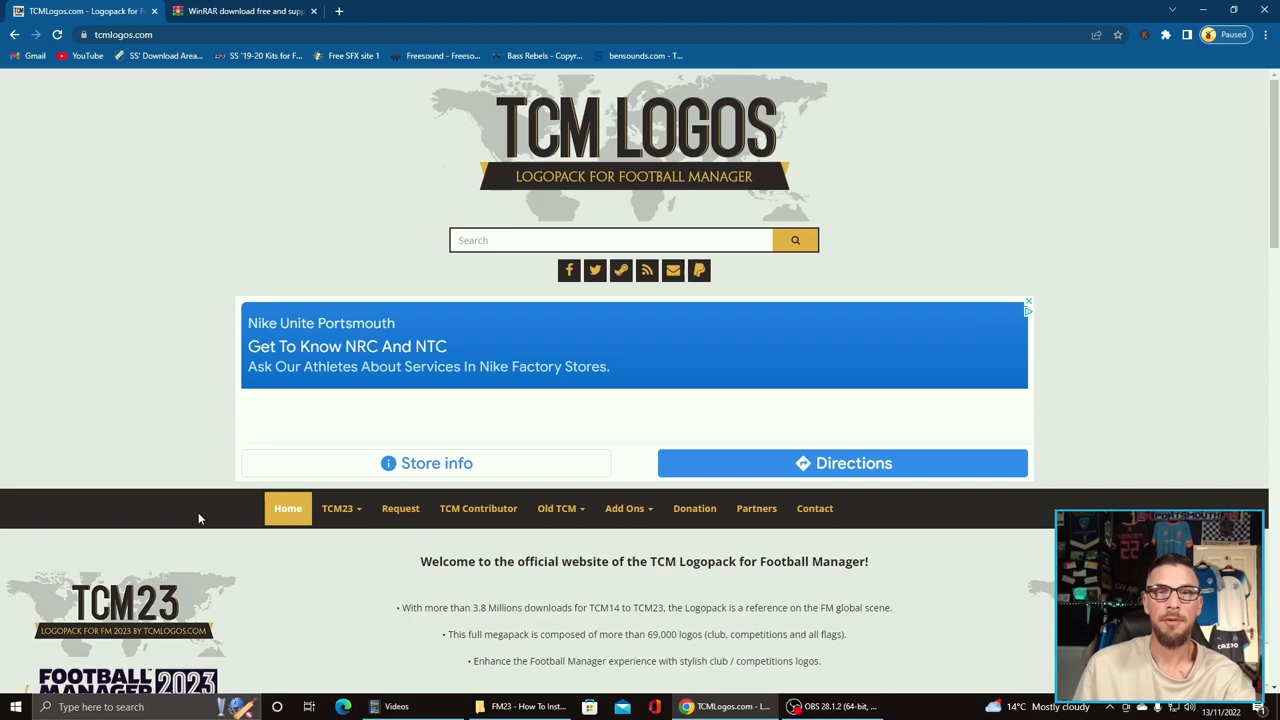 TCMLogos.com - Logopack for F
WinRAR download free and supp
tcmlogos.com
Paused
Gmail
YouTube
SS' Download Area...
SS '19-20 Kits for F...
Free SFX site 1
Freesound - Freeso...
Bass Rebels - Copyr...
bensounds.com - T...
TCM LOGOS
LOGOPACK FOR FOOTBALL MANAGER
Search
Nike Unite Portsmouth
Get To Know NRC And NTC
Ask Our Athletes About Services In Nike Factory Stores.
Store info
Directions
Home
TCM23
Request
TCM Contributor
Old TCM
Add Ons
Donation
Partners
Contact
Welcome to the official website of the TCM Logopack for Football Manager!
• With more than 3.8 Millions downloads for TCM14 to TCM23, the Logopack is a reference on the FM global scene.
• This full megapack is composed of more than 69,000 logos (club, competitions and all flags).
• Enhance the Football Manager experience with stylish club / competitions logos.
TCM23
LOGOPACK FOR FM 2023 BY TCMLOGOS.COM
FOOTBALL
MANAGER 2023
PORTSMOUTH
23
CAZOO
Type here to search
Videos
FM23 - How To Inst...
TCMLogos.com - L...
OBS 28.1.2 (64-bit, ...
14°C Mostly cloudy
13/11/2022